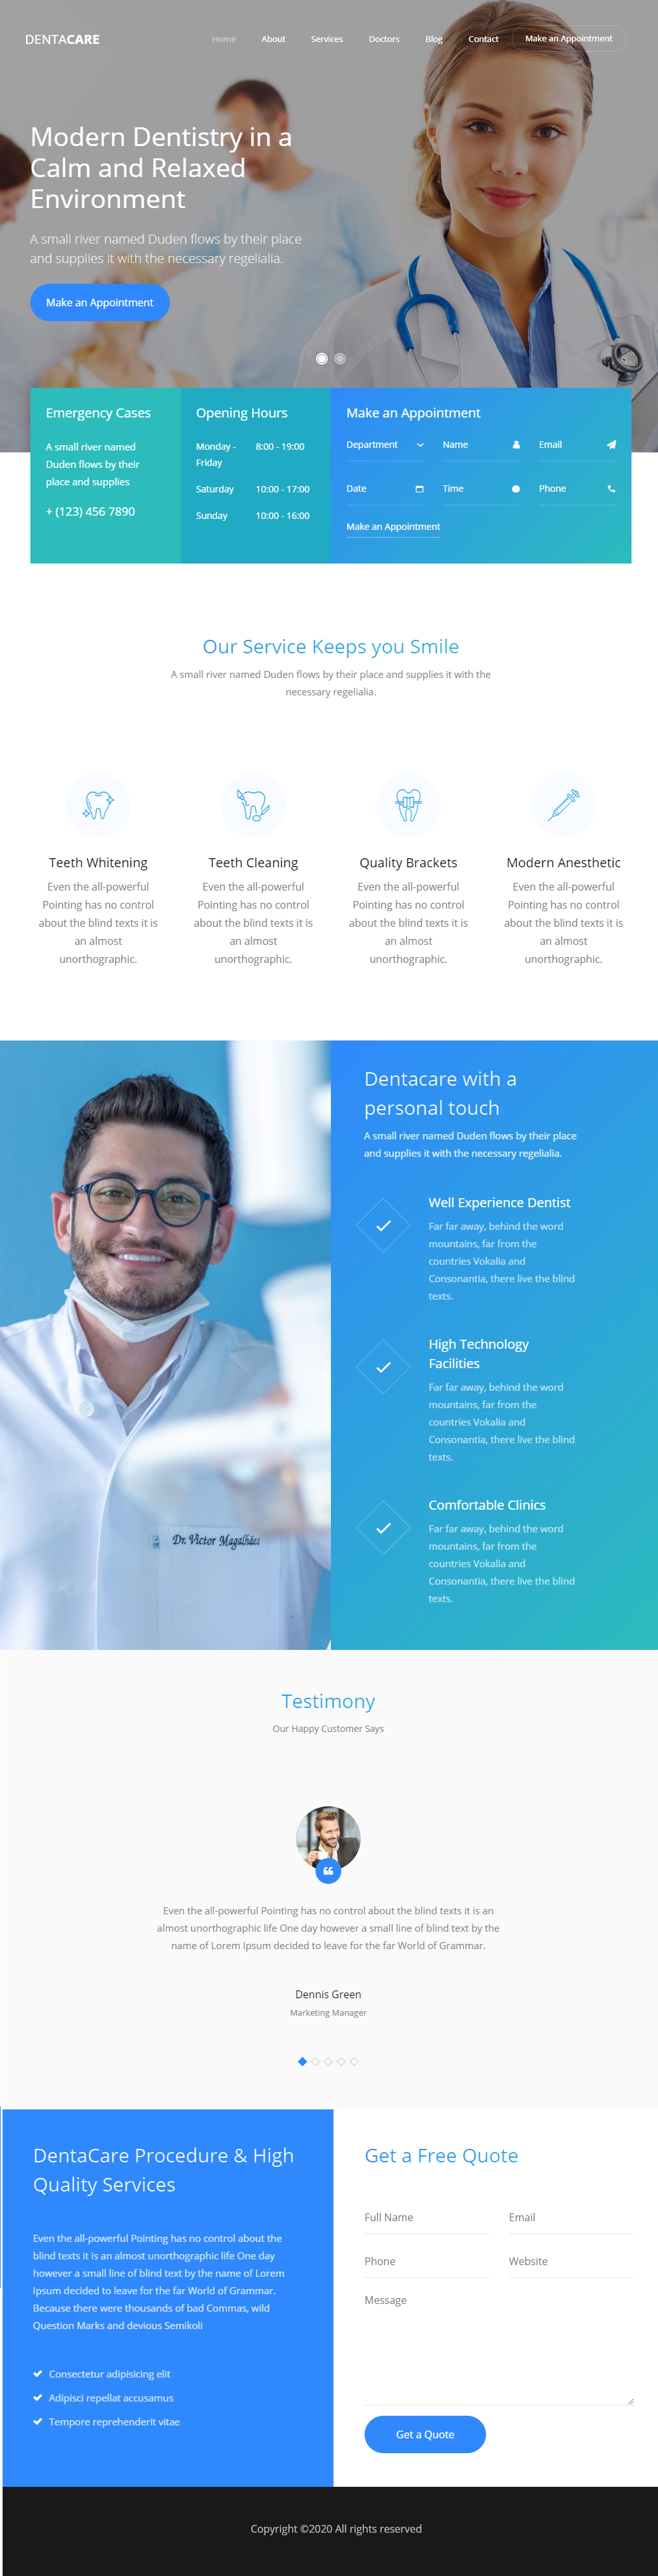 DENTACARE
Home About Services Doctors Blog Contact Make an Appointment
Modern Dentistry in a
Calm and Relaxed
Environment
A small river named Duden flows by their place
and supplies it with the necessary regelialia.
Make an Appointment
Emergency Cases
A small river named
Duden flows by their
place and supplies
+ (123) 456 7890
Opening Hours
Monday - 8:00 - 19:00
Friday
Saturday 10:00 - 17:00
Sunday 10:00 - 16:00
Make an Appointment
Department Name Email
Date Time Phone
Make an Appointment
Our Service Keeps you Smile
A small river named Duden flows by their place and supplies it with the
necessary regelialia.
Teeth Whitening
Even the all-powerful
Pointing has no control
about the blind texts it is
an almost
unorthographic.
Teeth Cleaning
Even the all-powerful
Pointing has no control
about the blind texts it is
an almost
unorthographic.
Quality Brackets
Even the all-powerful
Pointing has no control
about the blind texts it is
an almost
unorthographic.
Modern Anesthetic
Even the all-powerful
Pointing has no control
about the blind texts it is
an almost
unorthographic.
Dr. Victor Magalhães
Dentacare with a
personal touch
A small river named Duden flows by their place
and supplies it with the necessary regelialia.
Well Experience Dentist
Far far away, behind the word
mountains, far from the
countries Vokalia and
Consonantia, there live the blind
texts.
High Technology
Facilities
Far far away, behind the word
mountains, far from the
countries Vokalia and
Consonantia, there live the blind
texts.
Comfortable Clinics
Far far away, behind the word
mountains, far from the
countries Vokalia and
Consonantia, there live the blind
texts.
Testimony
Our Happy Customer Says
Even the all-powerful Pointing has no control about the blind texts it is an
almost unorthographic life One day however a small line of blind text by the
name of Lorem Ipsum decided to leave for the far World of Grammar.
Dennis Green
Marketing Manager
DentaCare Procedure & High
Quality Services
Even the all-powerful Pointing has no control about the
blind texts it is an almost unorthographic life One day
however a small line of blind text by the name of Lorem
Ipsum decided to leave for the far World of Grammar.
Because there were thousands of bad Commas, wild
Question Marks and devious Semikoli
Consectetur adipisicing elit
Adipisci repellat accusamus
Tempore reprehenderit vitae
Get a Free Quote
Full Name Email
Phone Website
Message
Get a Quote
Copyright ©2020 All rights reserved